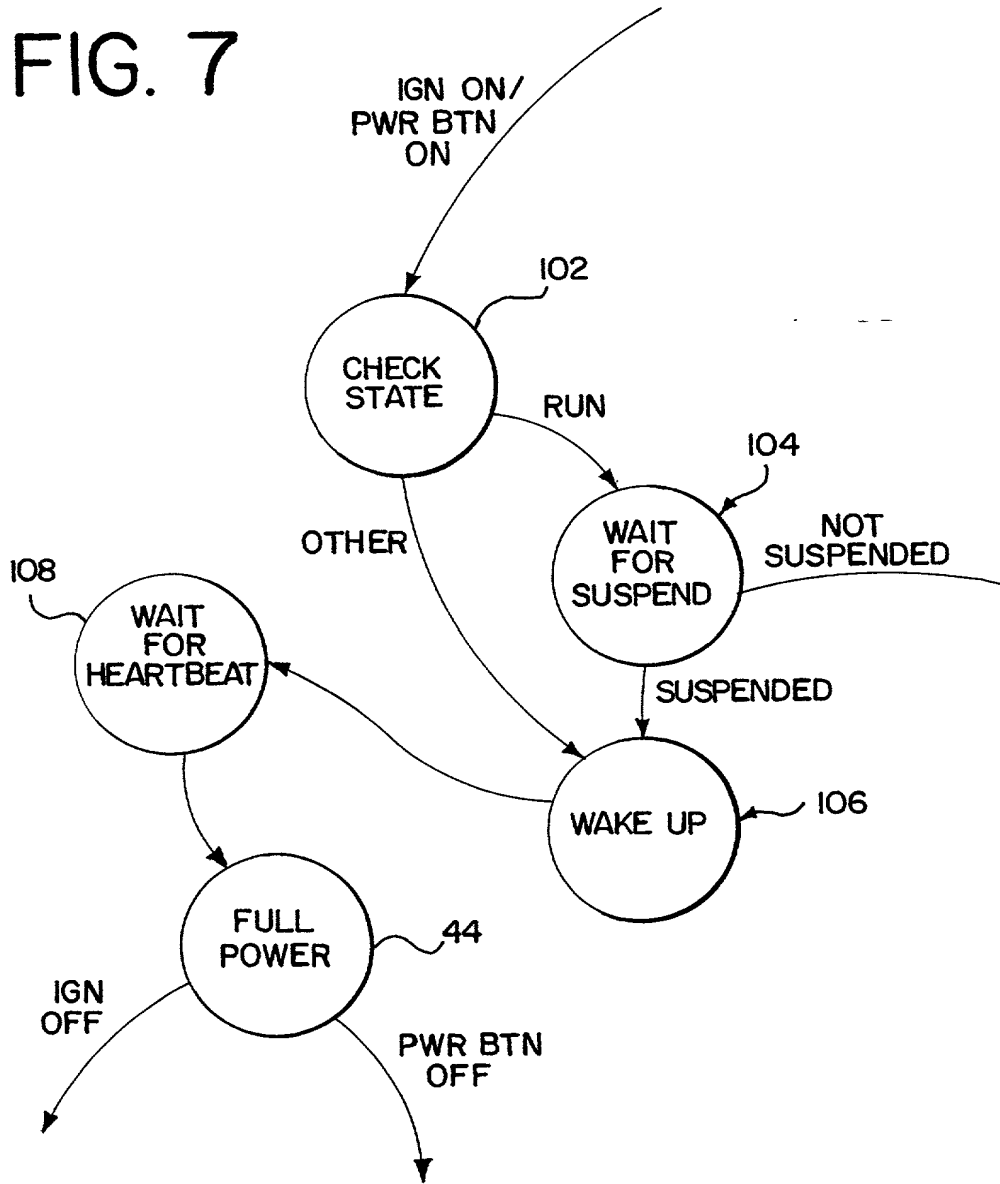 FIG. 7
IGN ON/
PWR BTN
ON
102
CHECK
STATE
RUN
104
OTHER
WAIT
FOR
SUSPEND
NOT
SUSPENDED
108
WAIT
FOR
HEARTBEAT
SUSPENDED
WAKE UP
106
FULL
POWER
44
IGN
OFF
PWR BTN
OFF